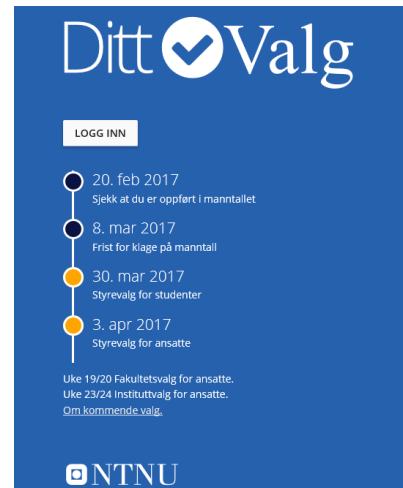 Ditt Valg
LOGG INN
20. feb 2017
Sjekk at du er oppført i manntallet
8. mar 2017
Frist for klage på manntall
30. mar 2017
Styrevalg for studenter
3. apr 2017
Styrevalg for ansatte
Uke 19/20 Fakultetsvalg for ansatte.
Uke 23/24 Instituttvalg for ansatte.
Om kommende valg.
NTNU